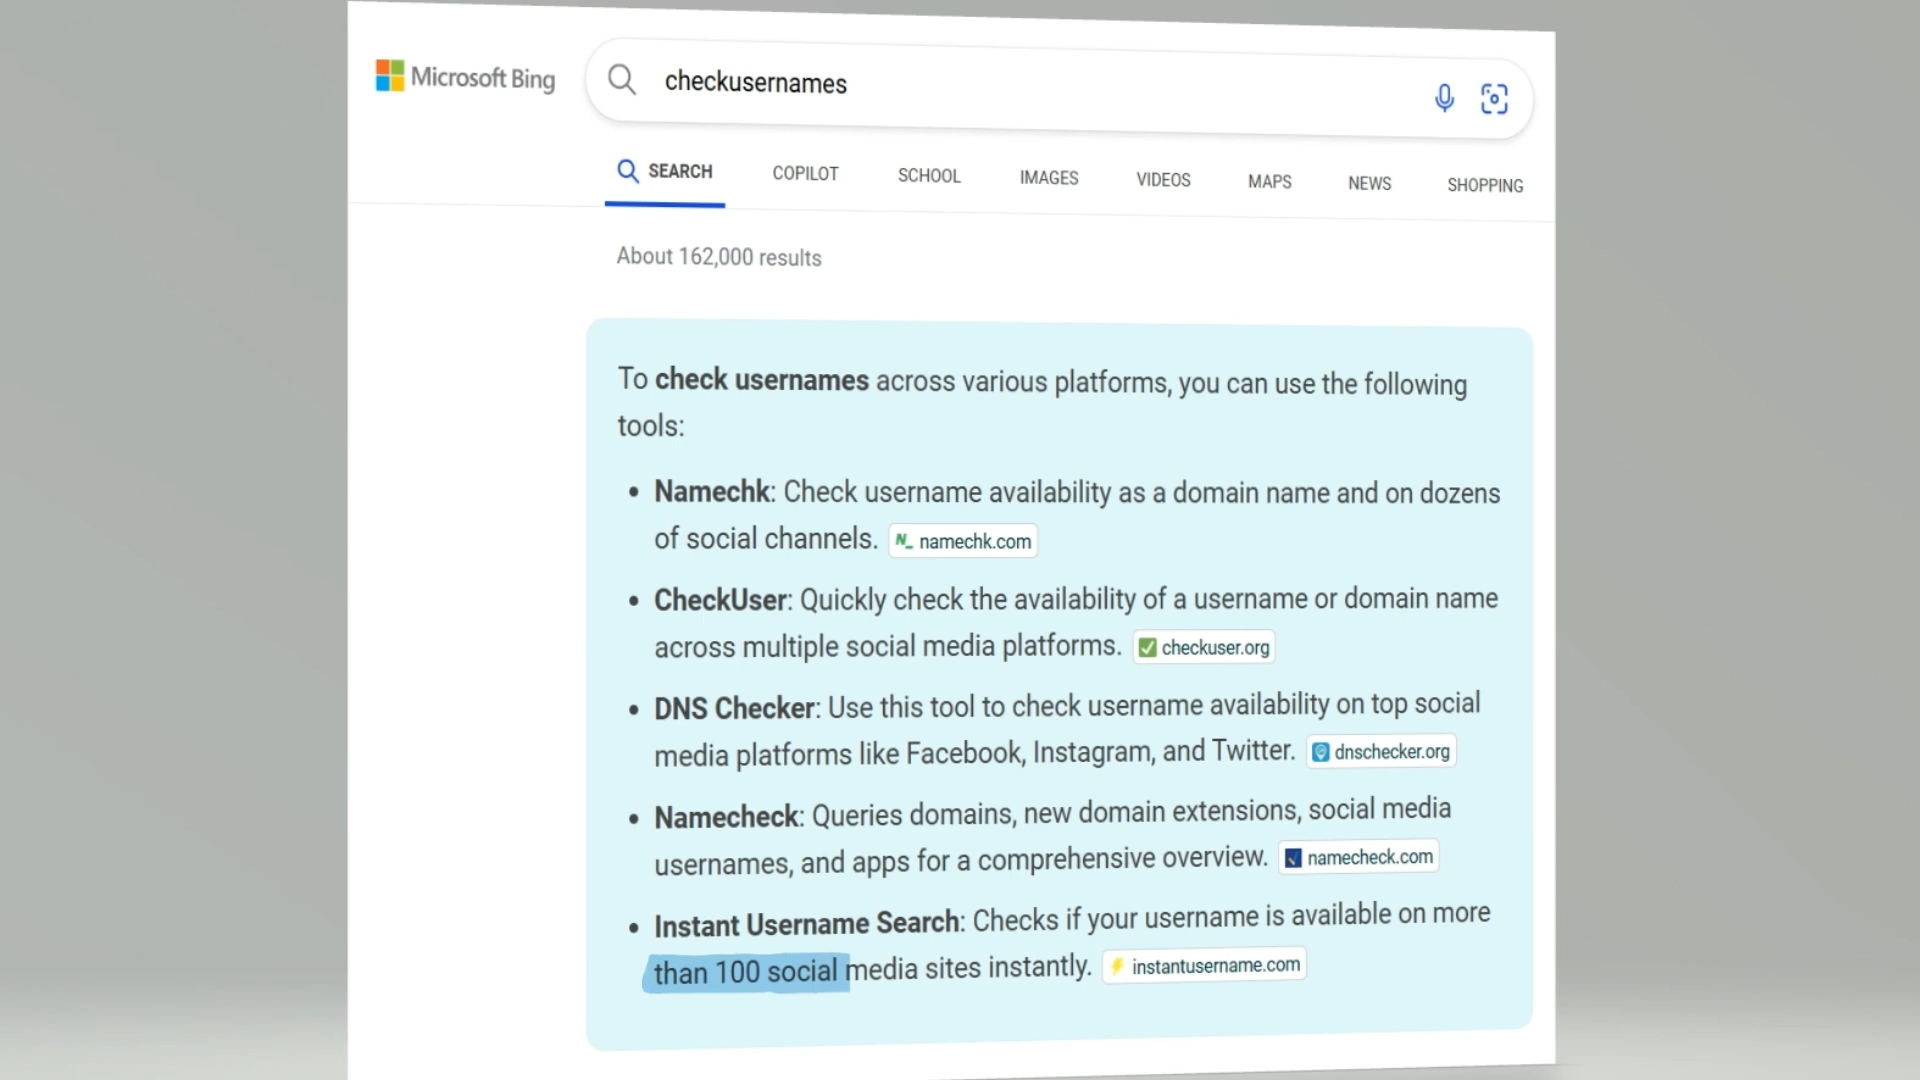 Microsoft Bing
checkusernames
SEARCH
COPILOT
SCHOOL
IMAGES
VIDEOS
MAPS
NEWS
SHOPPING
About 162,000 results
To check usernames across various platforms, you can use the following
tools:
• Namechk: Check username availability as a domain name and on dozens
of social channels. N_ namechk.com
• CheckUser: Quickly check the availability of a username or domain name
across multiple social media platforms. checkuser.org
• DNS Checker: Use this tool to check username availability on top social
media platforms like Facebook, Instagram, and Twitter. dnschecker.org
• Namecheck: Queries domains, new domain extensions, social media
usernames, and apps for a comprehensive overview. namecheck.com
• Instant Username Search: Checks if your username is available on more
than 100 social media sites instantly. instantusername.com